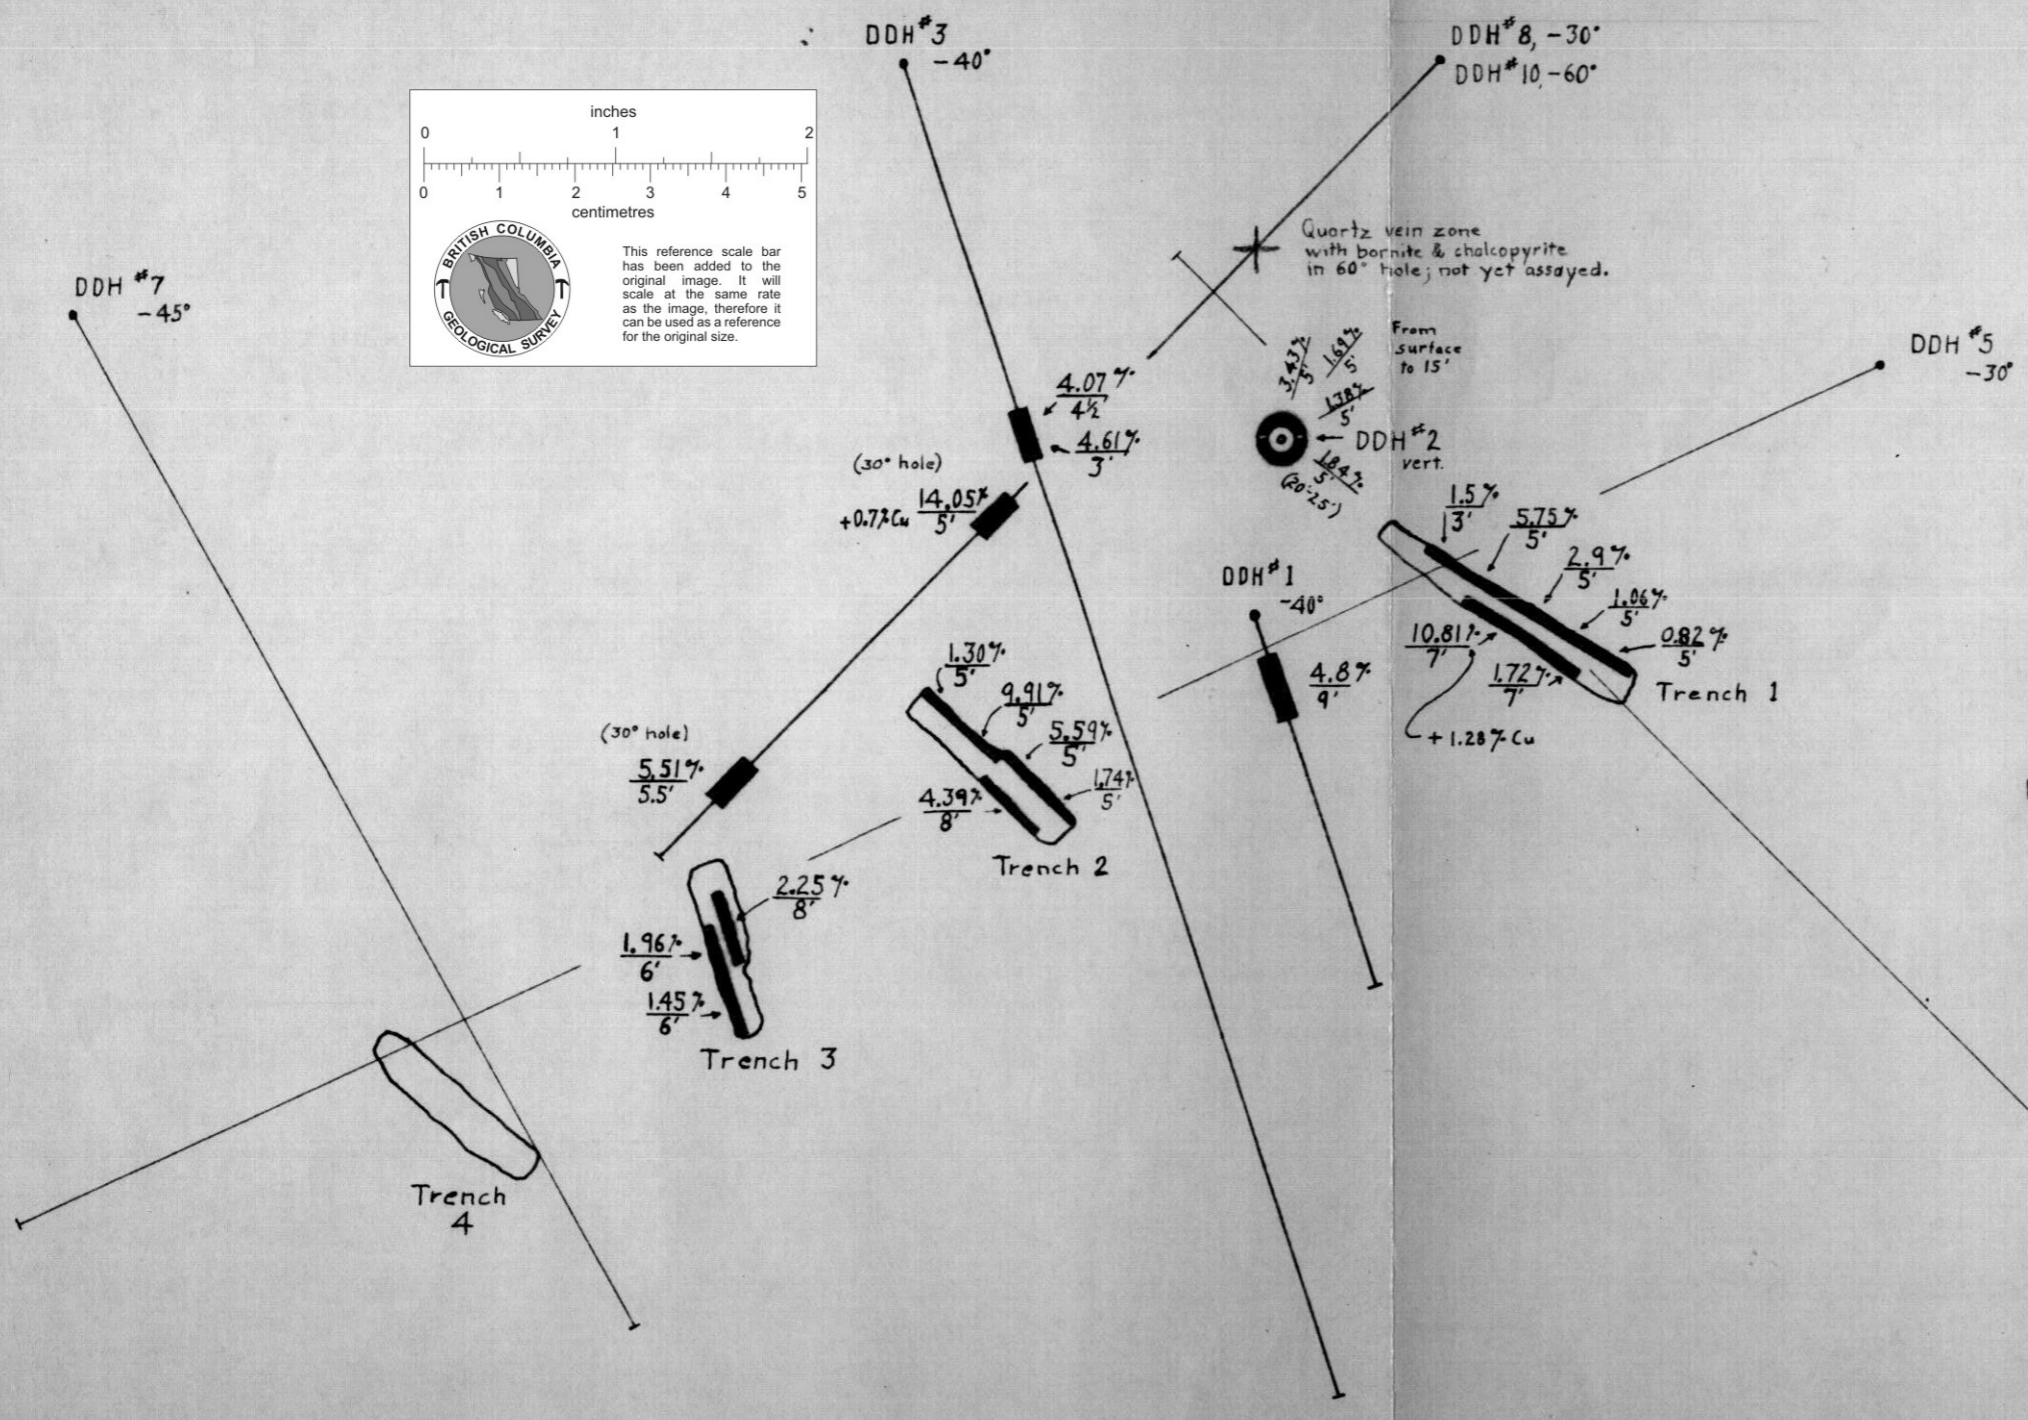 DDH #3
-40°
DDH #8, -30°
DDH #10, -60°
inches
0 1 2
0 1 2 3 4 5
centimetres
BRITISH COLUMBIA
GEOLOGICAL SURVEY
This reference scale bar
has been added to the
original image. It will
scale at the same rate
as the image, therefore it
can be used as a reference
for the original size.
Quartz vein zone
with bornite & chalcopyrite
in 60° hole; not yet assayed.
DDH #7
-45°
DDH #5
-30°
From
surface
to 15'
3.43%
5'
1.69%
5'
1.38%
5'
DDH #2
vert.
1.84%
5'
(20'-25')
4.07%
4½'
4.61%
3'
(30° hole)
14.05%
5'
+0.7% Cu
1.5%
3'
5.75%
5'
2.9%
5'
1.06%
5'
0.82%
5'
10.81%
7'
1.72%
7'
+1.28% Cu
Trench 1
DDH #1
-40°
4.8%
9'
1.30%
5'
9.91%
5'
5.59%
5'
1.74%
5'
4.39%
8'
Trench 2
(30° hole)
5.51%
5.5'
2.25%
8'
1.96%
6'
1.45%
6'
Trench 3
Trench
4